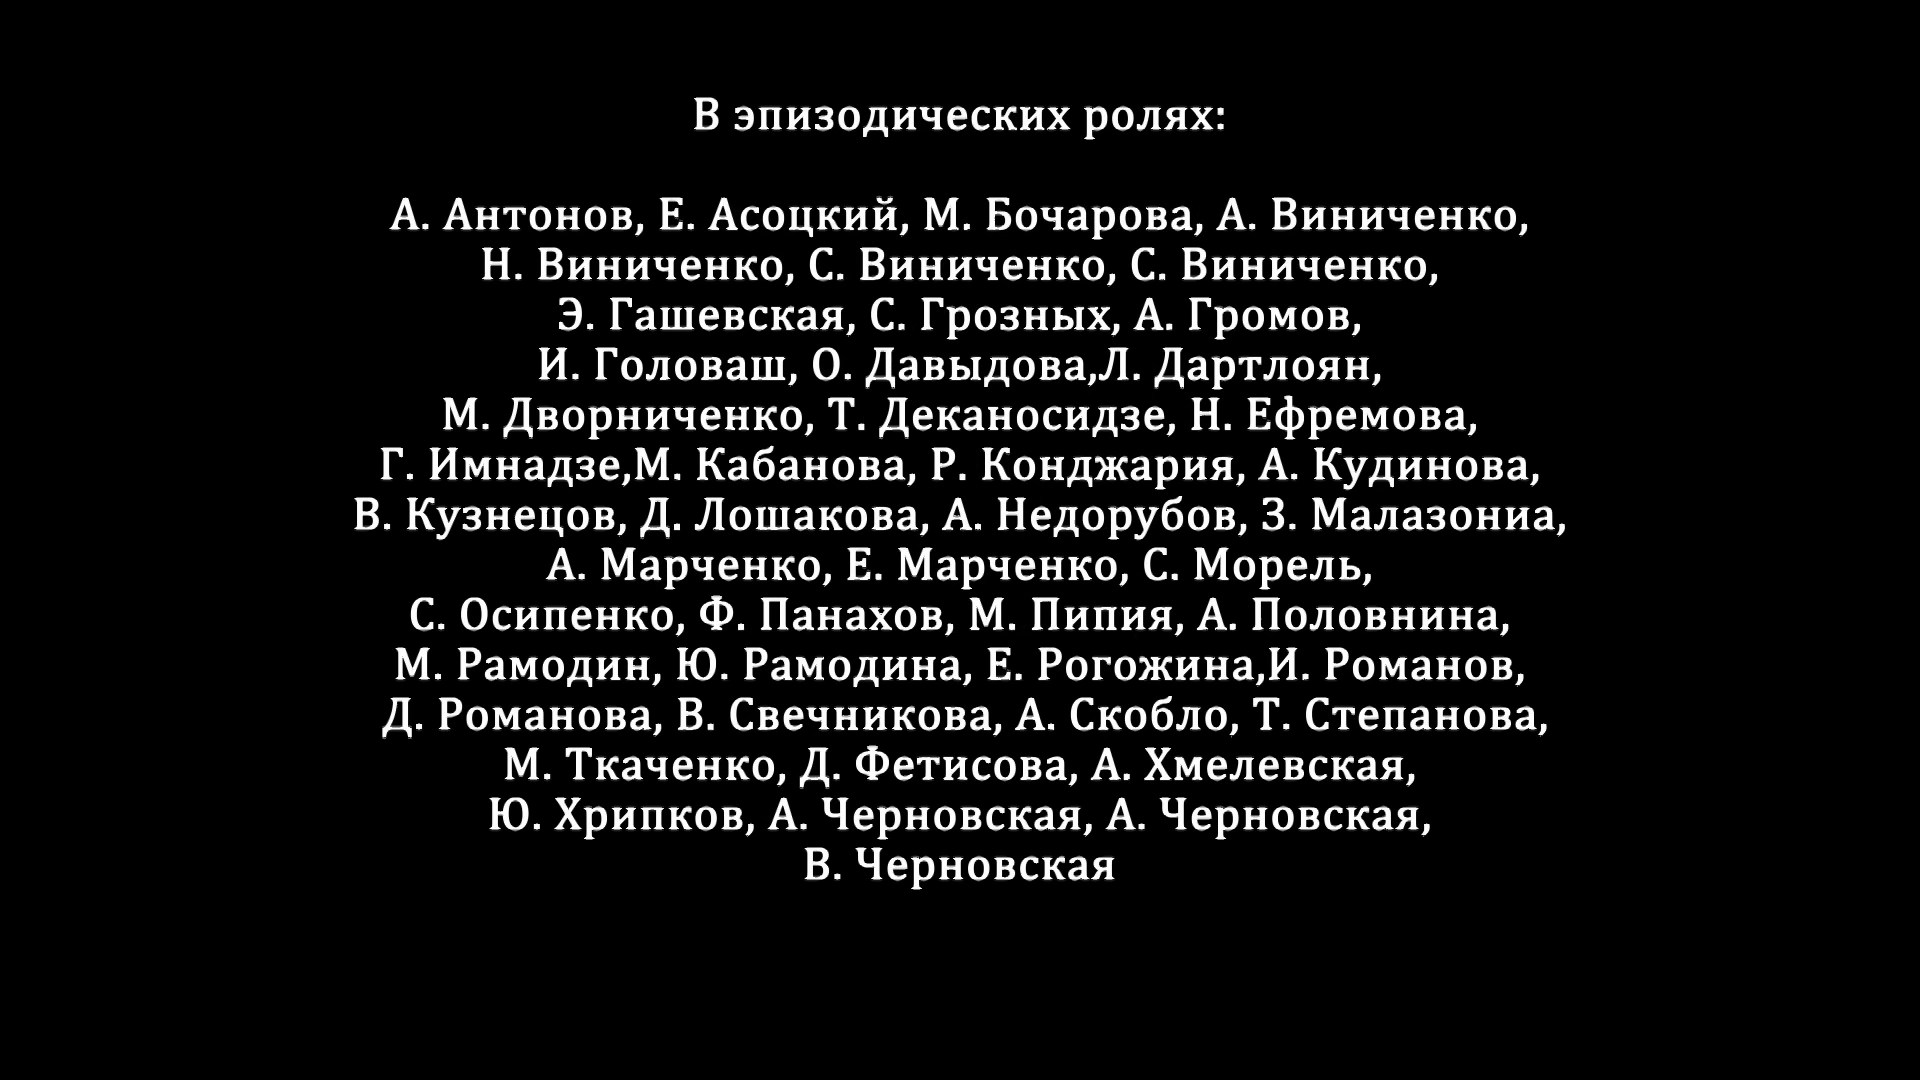 В эпизодических ролях:
А. Антонов, Е. Асоцкий, М. Бочарова, А. Виниченко,
Н. Виниченко, С. Виниченко, С. Виниченко,
Э. Гашевская, С. Грозных, А. Громов,
И. Головаш, О. Давыдова,Л. Дартлоян,
М. Дворниченко, Т. Деканосидзе, Н. Ефремова,
Г. Имнадзе,М. Кабанова, Р. Конджария, А. Кудинова,
В. Кузнецов, Д. Лошакова, А. Недорубов, З. Малазониа,
А. Марченко, Е. Марченко, С. Морель,
С. Осипенко, Ф. Панахов, М. Пипия, А. Половнина,
М. Рамодин, Ю. Рамодина, Е. Рогожина,И. Романов,
Д. Романова, В. Свечникова, А. Скобло, Т. Степанова,
М. Ткаченко, Д. Фетисова, А. Хмелевская,
Ю. Хрипков, А. Черновская, А. Черновская,
В. Черновская